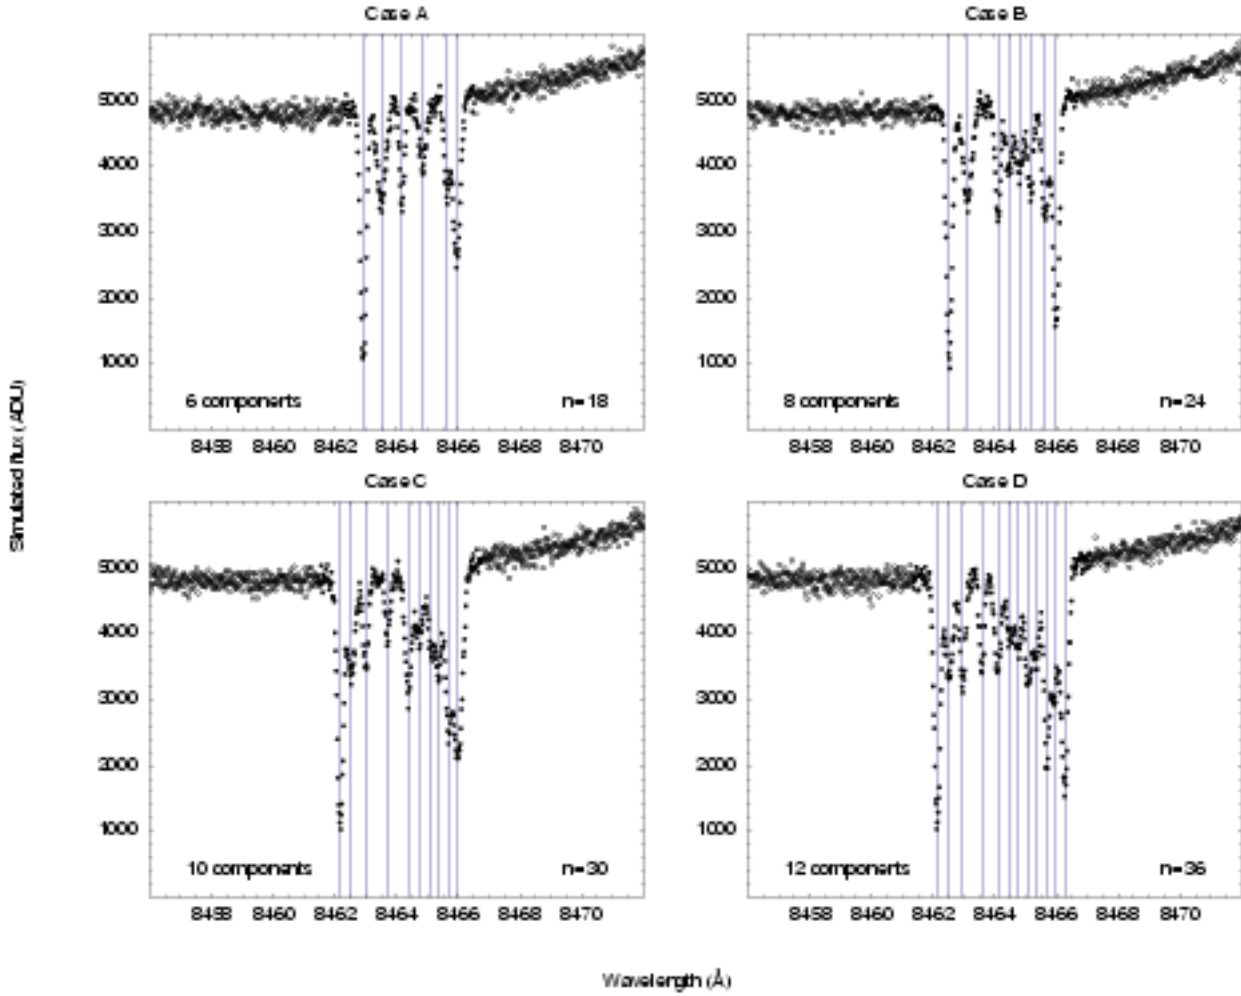 Case A
Case B
5000
4000
3000
2000
1000
6 components
n=18
8458 8460 8462 8464 8466 8468 8470
5000
4000
3000
2000
1000
8 components
n=24
8458 8460 8462 8464 8466 8468 8470
Case C
Case D
5000
4000
3000
2000
1000
10 components
n=30
8458 8460 8462 8464 8466 8468 8470
5000
4000
3000
2000
1000
12 components
n=36
8458 8460 8462 8464 8466 8468 8470
Simulated flux (ADU)
Wavelength (Å)